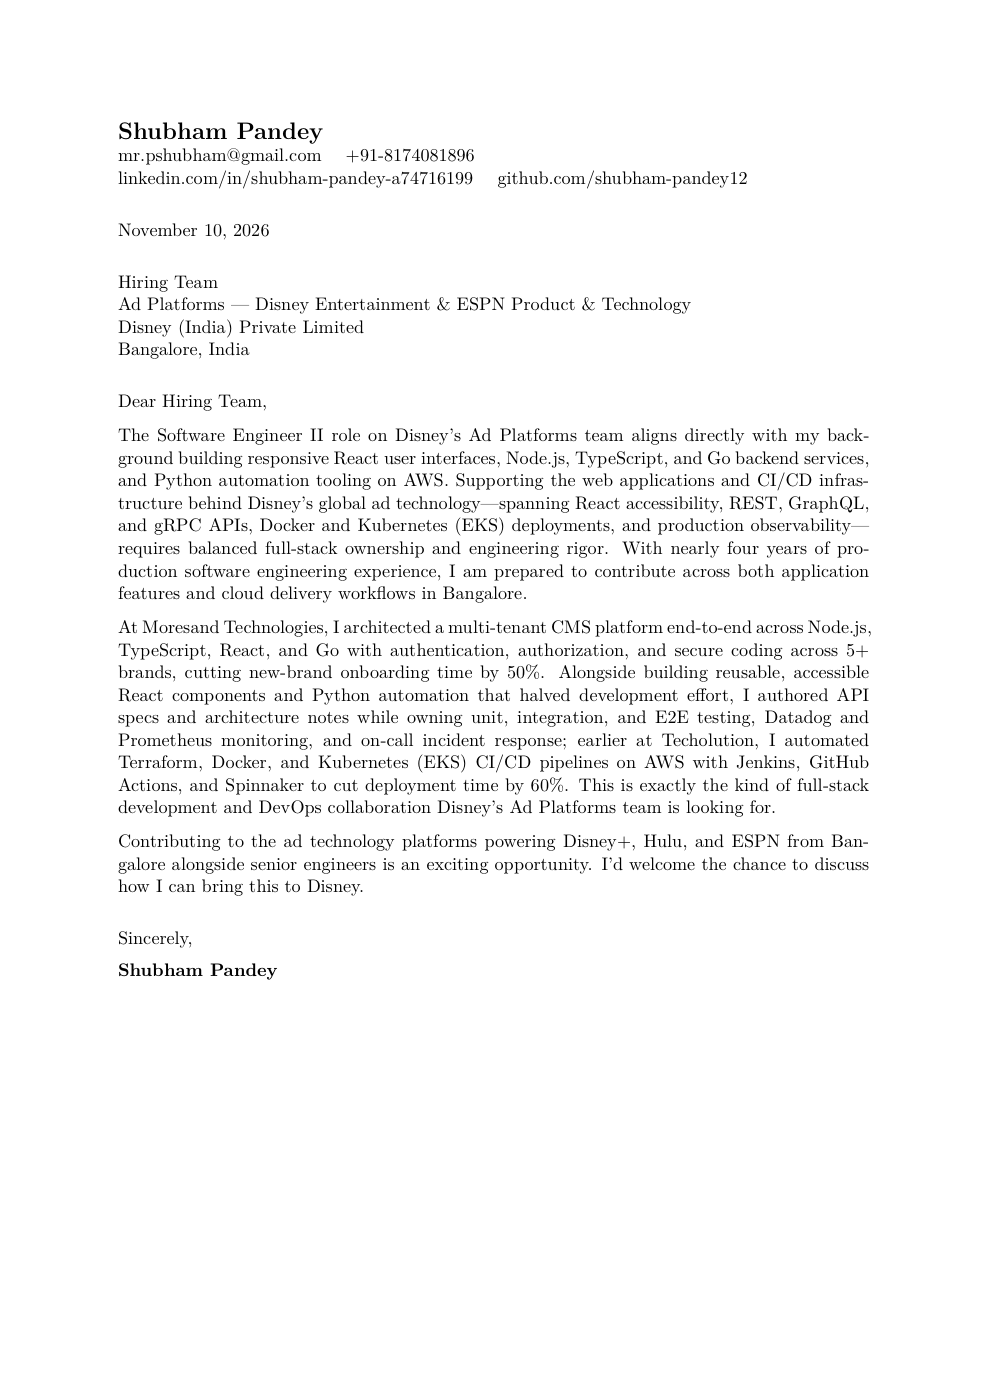 Shubham Pandey
mr.pshubham@gmail.com +91-8174081896
linkedin.com/in/shubham-pandey-a74716199 github.com/shubham-pandey12
November 10, 2026
Hiring Team
Ad Platforms — Disney Entertainment & ESPN Product & Technology
Disney (India) Private Limited
Bangalore, India
Dear Hiring Team,
The Software Engineer II role on Disney's Ad Platforms team aligns directly with my back-
ground building responsive React user interfaces, Node.js, TypeScript, and Go backend services,
and Python automation tooling on AWS. Supporting the web applications and CI/CD infras-
tructure behind Disney's global ad technology—spanning React accessibility, REST, GraphQL,
and gRPC APIs, Docker and Kubernetes (EKS) deployments, and production observability—
requires balanced full-stack ownership and engineering rigor. With nearly four years of pro-
duction software engineering experience, I am prepared to contribute across both application
features and cloud delivery workflows in Bangalore.
At Moresand Technologies, I architected a multi-tenant CMS platform end-to-end across Node.js,
TypeScript, React, and Go with authentication, authorization, and secure coding across 5+
brands, cutting new-brand onboarding time by 50%. Alongside building reusable, accessible
React components and Python automation that halved development effort, I authored API
specs and architecture notes while owning unit, integration, and E2E testing, Datadog and
Prometheus monitoring, and on-call incident response; earlier at Techolution, I automated
Terraform, Docker, and Kubernetes (EKS) CI/CD pipelines on AWS with Jenkins, GitHub
Actions, and Spinnaker to cut deployment time by 60%. This is exactly the kind of full-stack
development and DevOps collaboration Disney's Ad Platforms team is looking for.
Contributing to the ad technology platforms powering Disney+, Hulu, and ESPN from Ban-
galore alongside senior engineers is an exciting opportunity. I'd welcome the chance to discuss
how I can bring this to Disney.
Sincerely,
Shubham Pandey